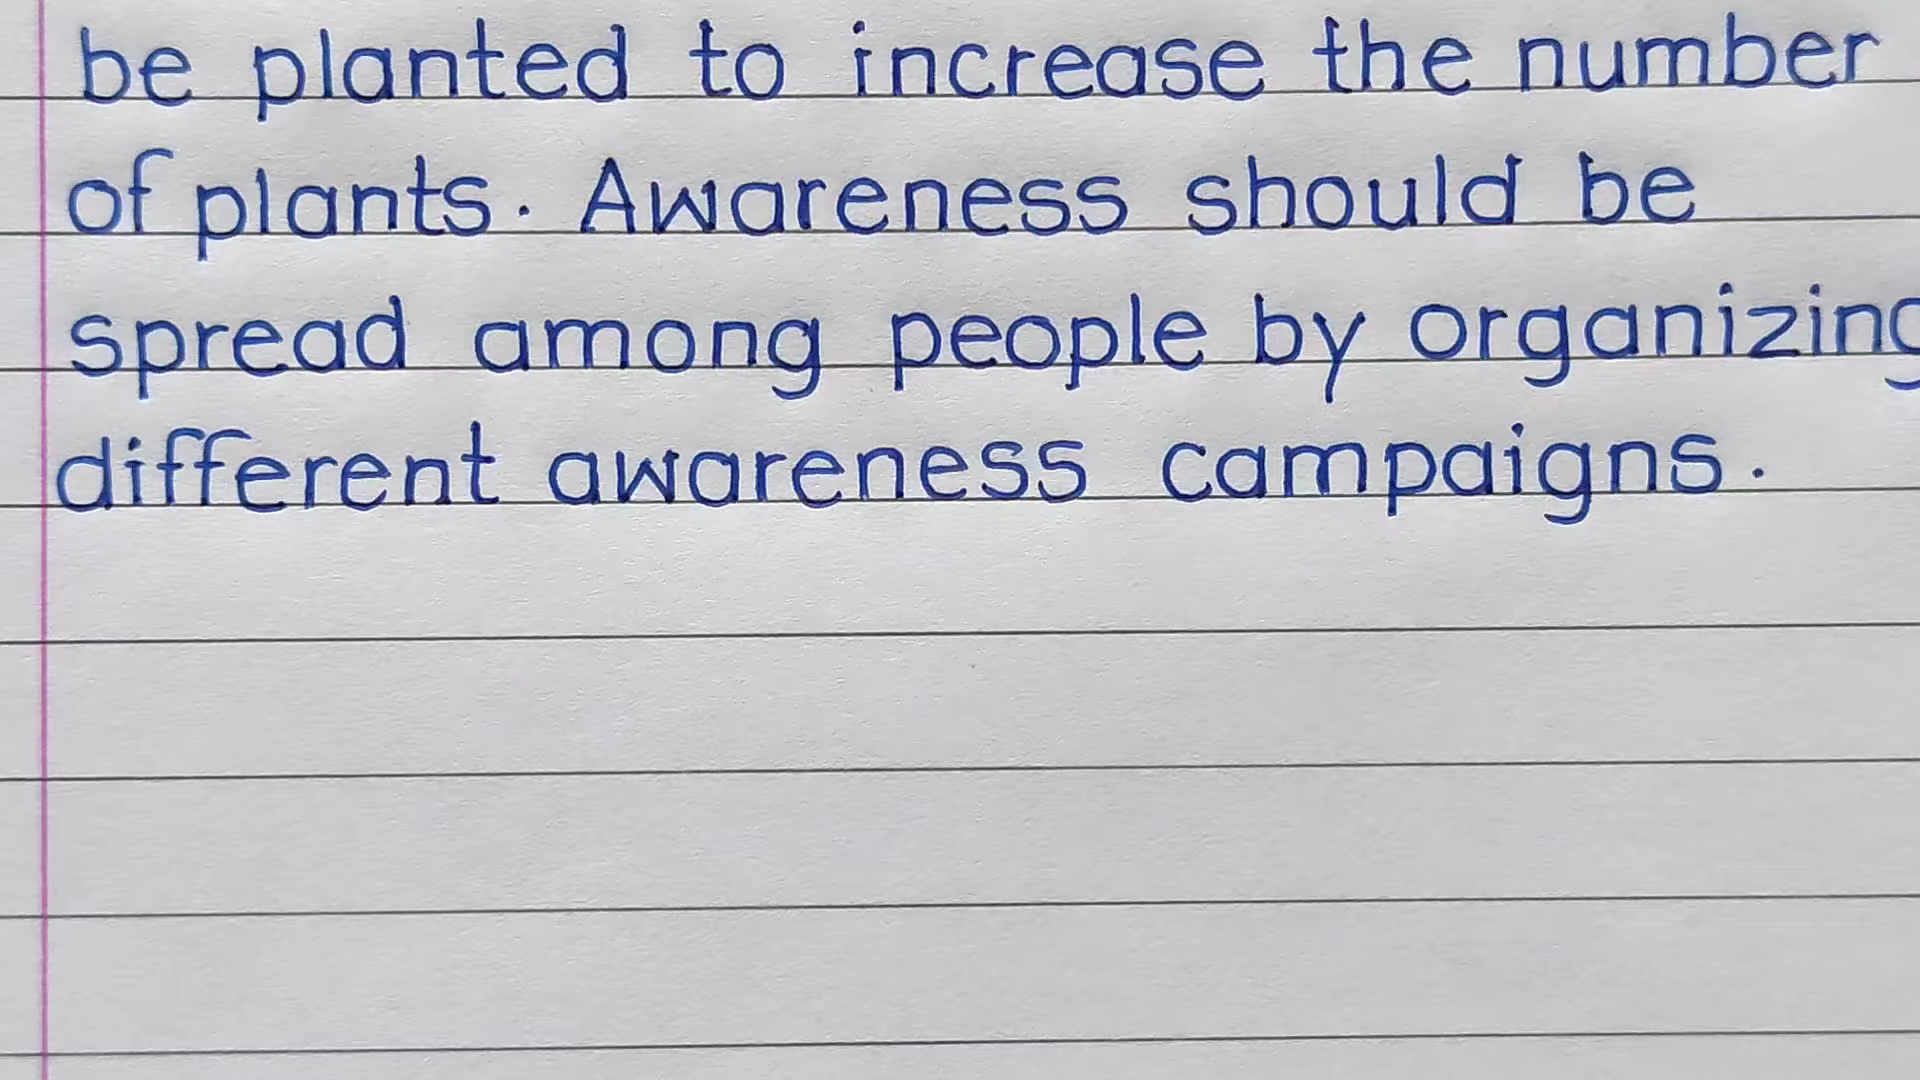 be planted to increase the number
of plants. Awareness should be
spread among people by organizing
different awareness campaigns.